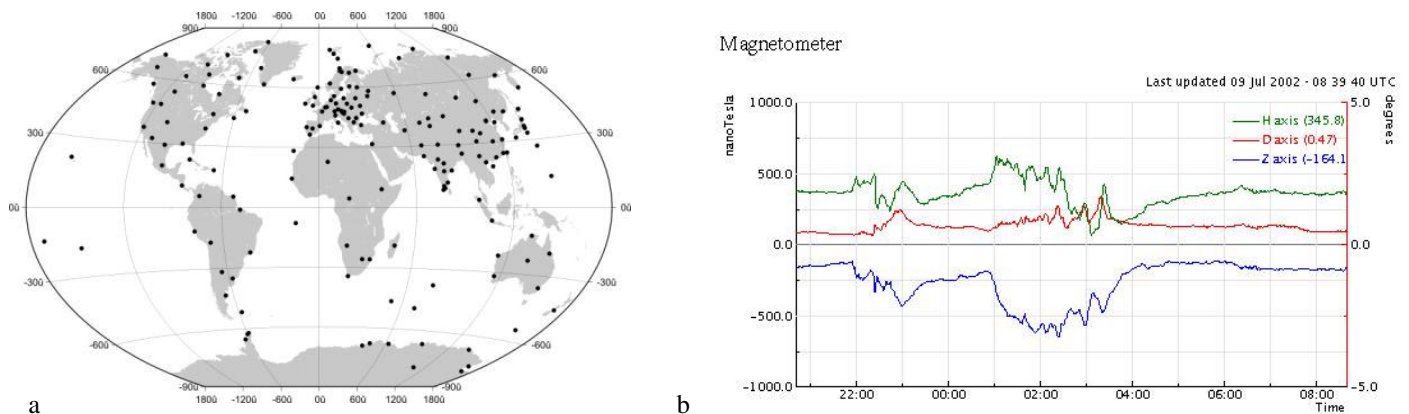 1800 -1200 00 600 1200 1800
900 900
600 600
300 300
00 00
-300 -300
-600 -600
-900 -900
1800 -1200 00 600 1200 1800
a
Magnetometer
Last updated 09 Jul 2002 - 08 39 40 UTC
nanoTesla
degrees
1000.0 5.0
H axis (345.8)
D axis (0.47)
Z axis (-164.1
500.0
0.0 0.0
-500.0
-1000.0 -5.0
22:00 00:00 02:00 04:00 06:00 08:00
Time
b